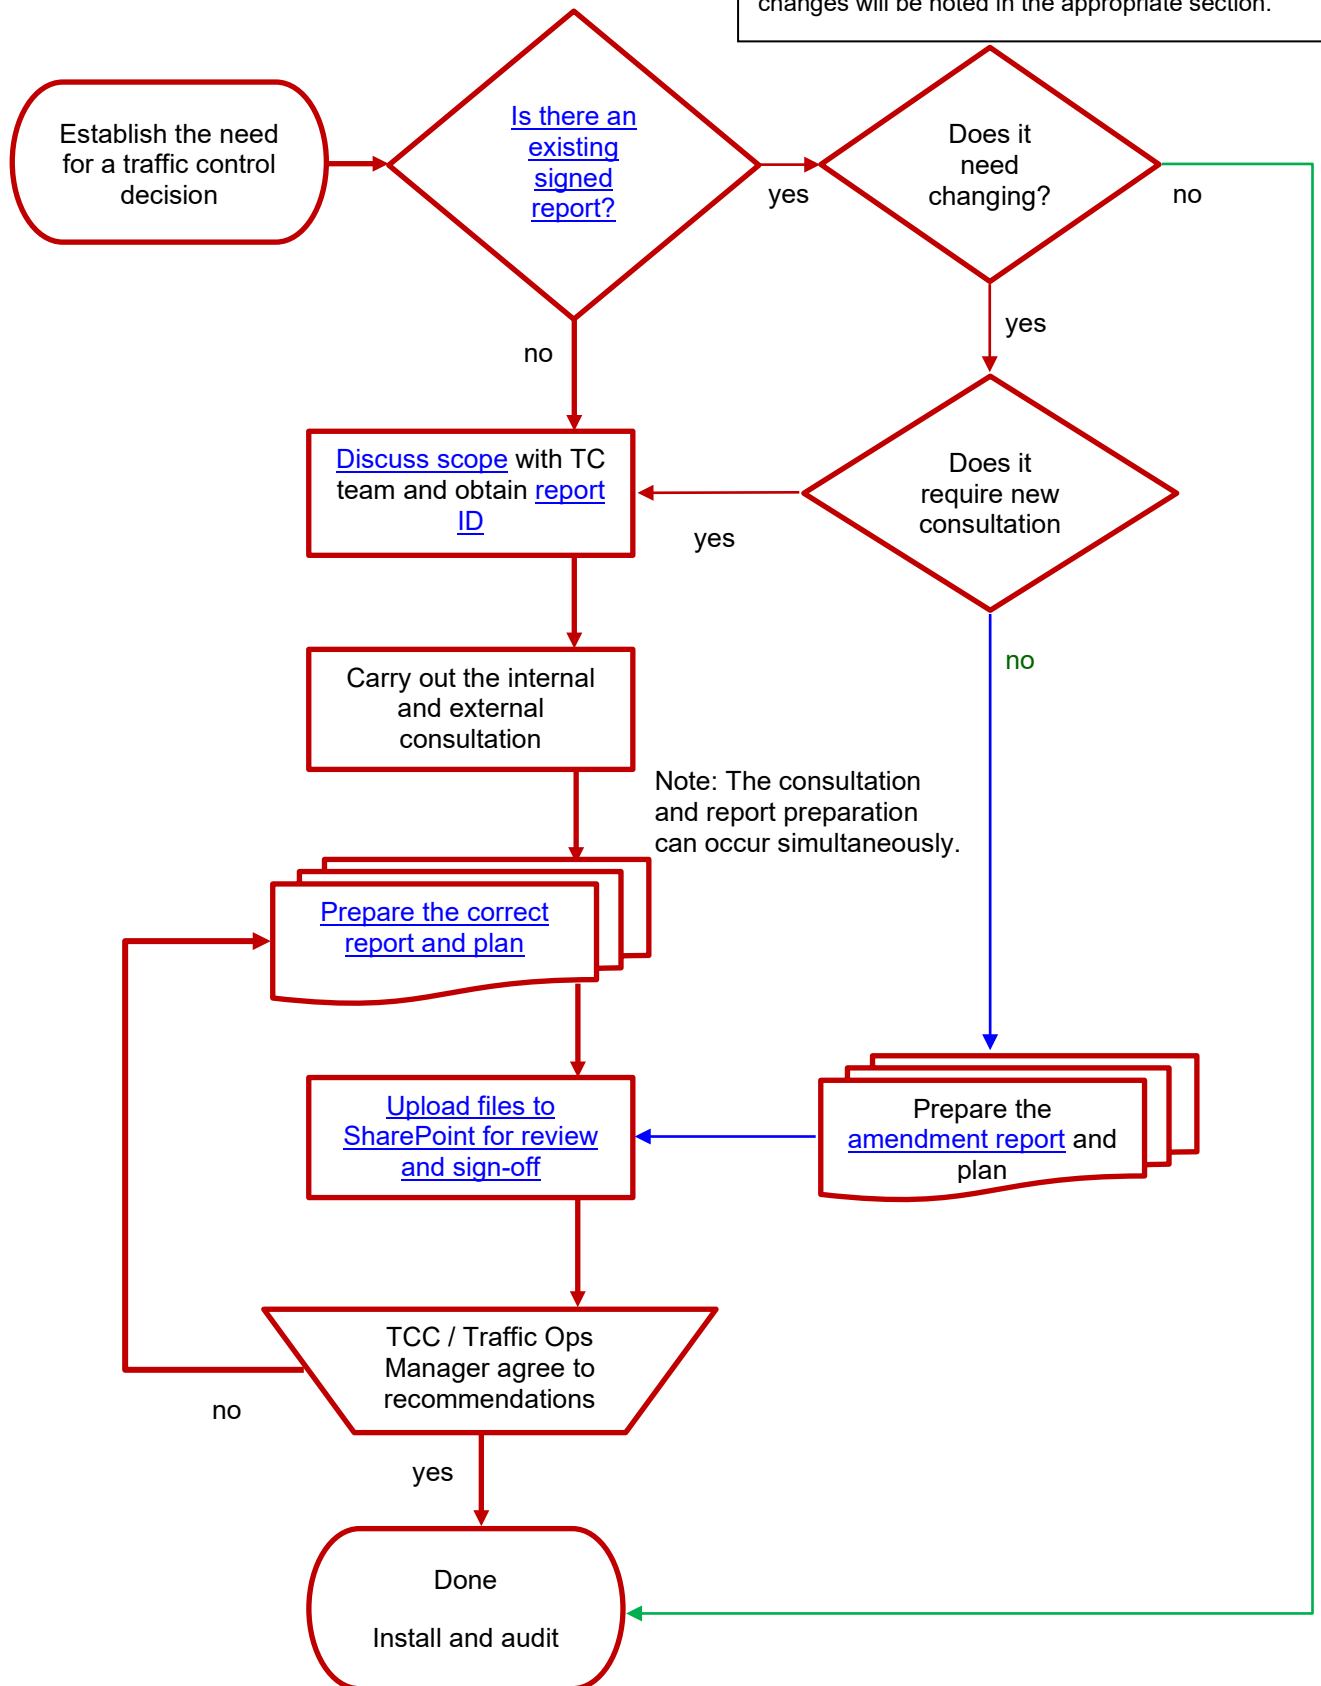 changes will be noted in the appropriate section.
Establish the need
for a traffic control
decision
Is there an
existing
signed
report?
yes
Does it
need
changing?
no
yes
no
Discuss scope with TC
team and obtain report
ID
yes
Does it
require new
consultation
no
Carry out the internal
and external
consultation
Note: The consultation
and report preparation
can occur simultaneously.
Prepare the correct
report and plan
Upload files to
SharePoint for review
and sign-off
Prepare the
amendment report and
plan
TCC / Traffic Ops
Manager agree to
recommendations
no
yes
Done
Install and audit